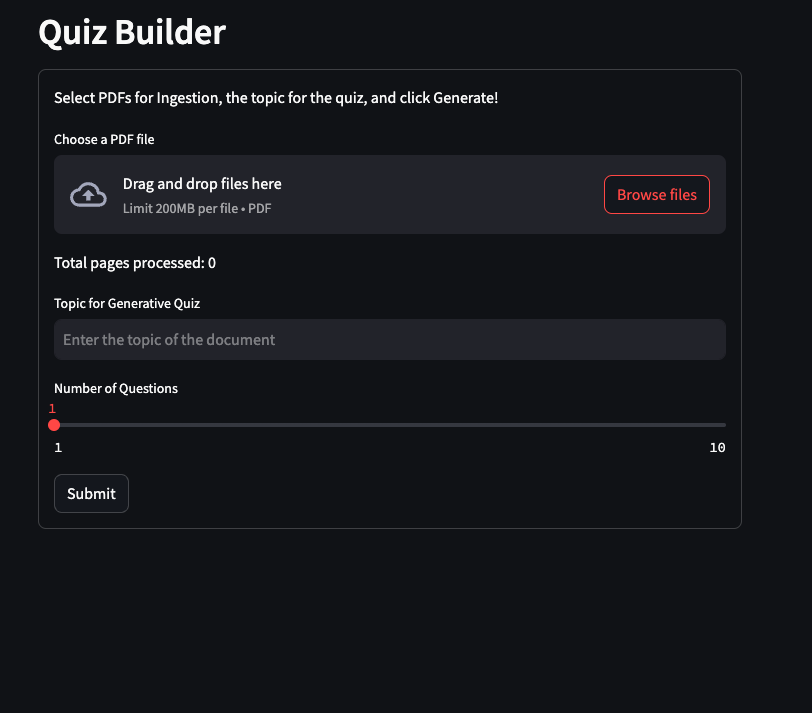 Quiz Builder
Select PDFs for Ingestion, the topic for the quiz, and click Generate!
Choose a PDF file
Drag and drop files here
Limit 200MB per file • PDF
Browse files
Total pages processed: 0
Topic for Generative Quiz
Enter the topic of the document
Number of Questions
1
1
10
Submit